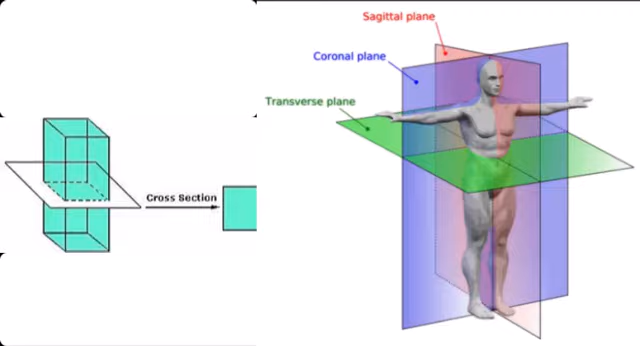 Cross Section
Sagittal plane
Coronal plane
Transverse plane